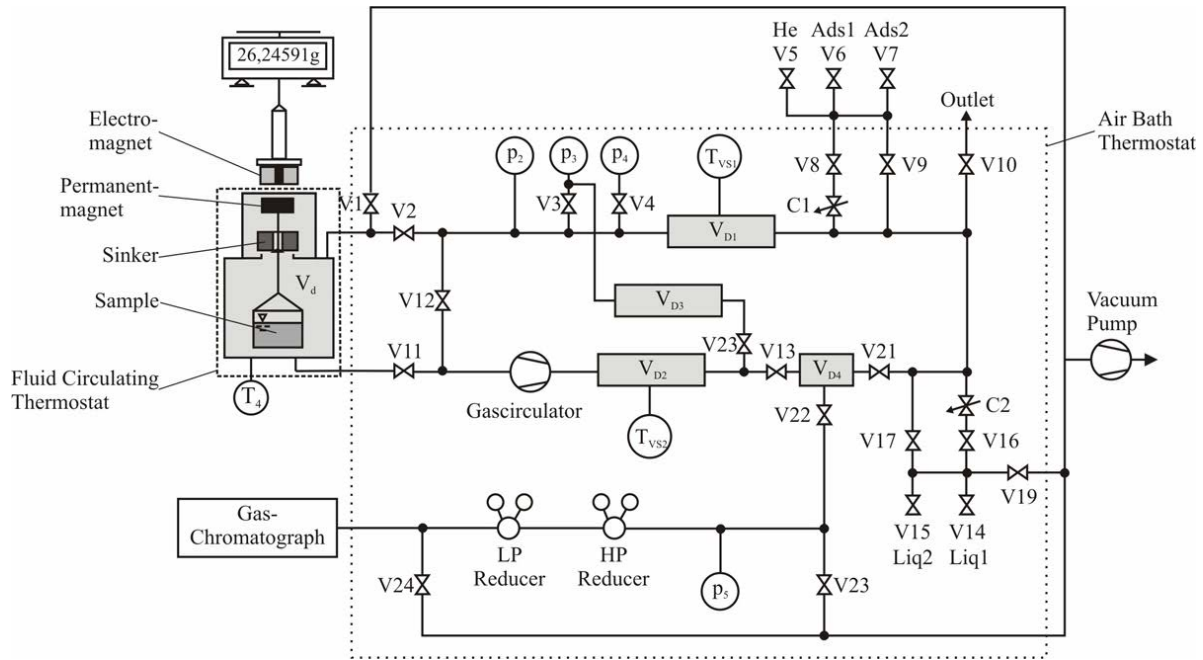 26,24591g
He Ads1 Ads2
V5 V6 V7
Outlet
Air Bath
Thermostat
Electro-
magnet
Permanent-
magnet
Sinker
Sample
Fluid Circulating
Thermostat
V1
V2
p2
p3
p4
TVS1
V3
V4
V8
V9
V10
C1
VD1
Vd
V12
VD3
Vacuum
Pump
V11
V23
V13
V21
VD2
VD4
Gascirculator
V22
C2
T4
TVS2
V17
V16
V19
Gas-
Chromatograph
LP
Reducer
HP
Reducer
V15
Liq2
V14
Liq1
V24
p5
V23